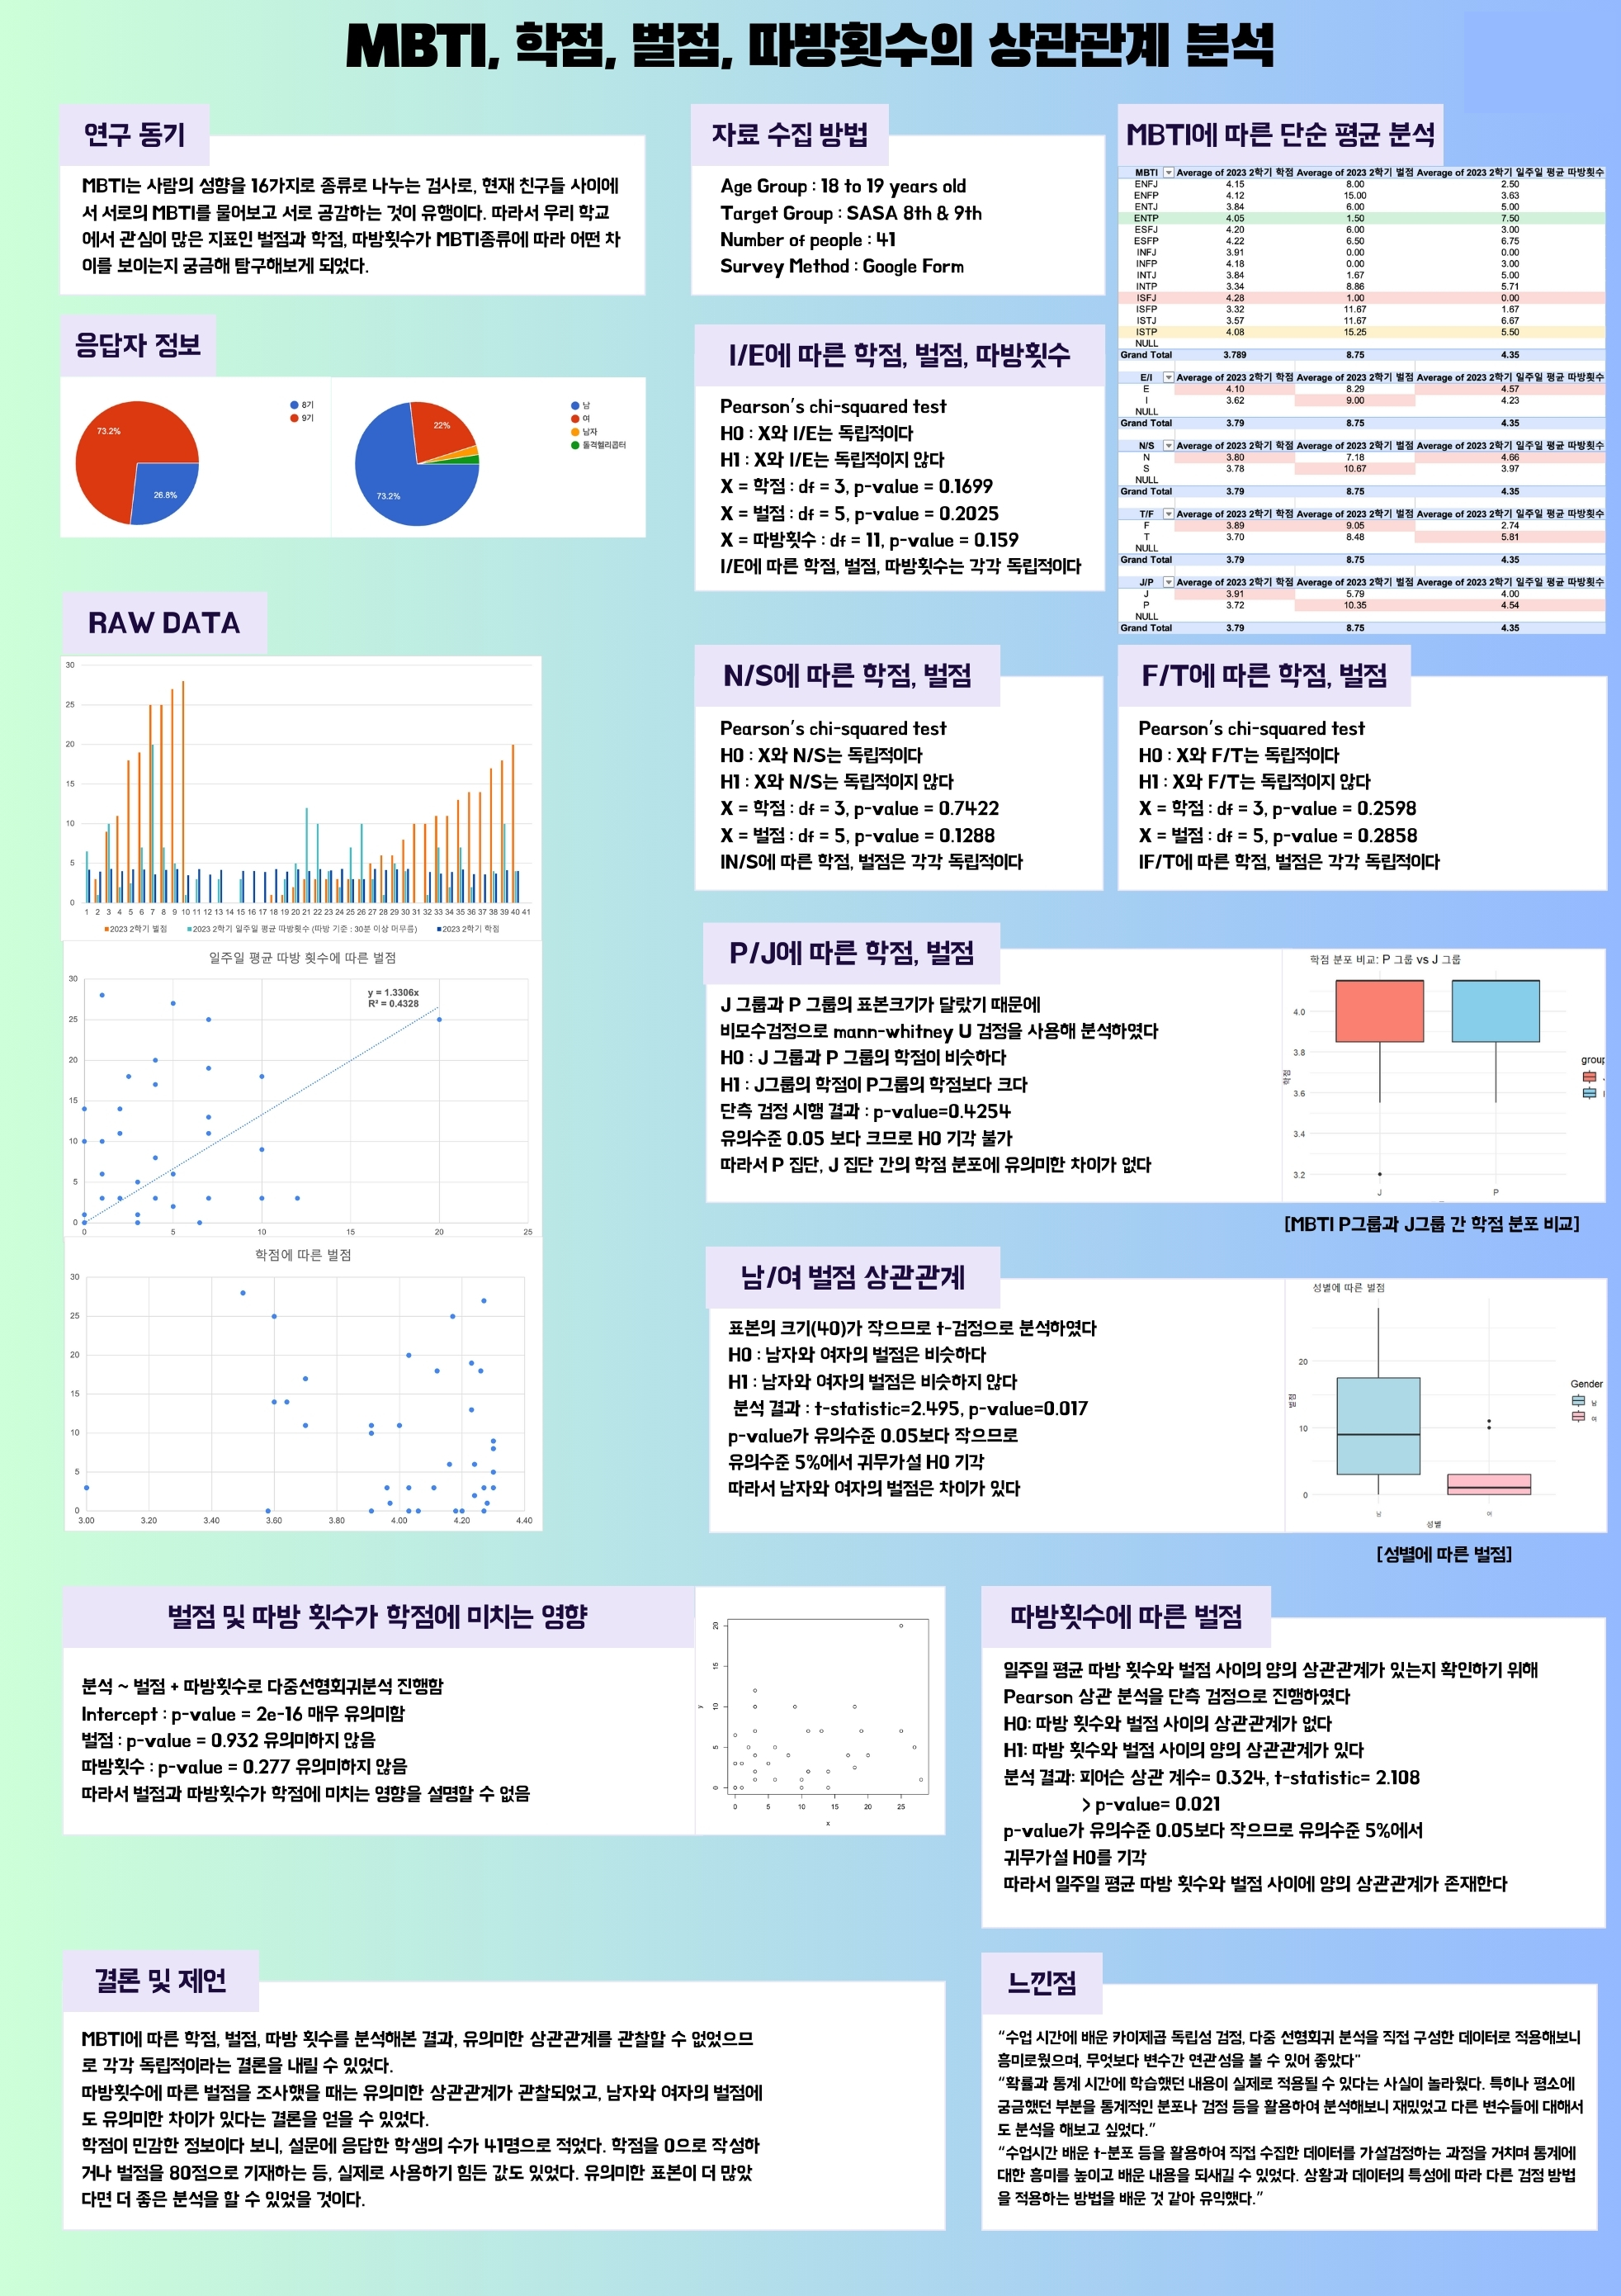 MBTI, 학점, 벌점, 따방횟수의 상관관계 분석
연구 동기
MBTI는 사람의 성향을 16가지로 종류로 나누는 검사로, 현재 친구들 사이에
서 서로의 MBTI를 물어보고 서로 공감하는 것이 유행이다. 따라서 우리 학교
에서 관심이 많은 지표인 벌점과 학점, 따방횟수가 MBTI종류에 따라 어떤 차
이를 보이는지 궁금해 탐구해보게 되었다.
자료 수집 방법
Age Group : 18 to 19 years old
Target Group : SASA 8th & 9th
Number of people : 41
Survey Method : Google Form
MBTI에 따른 단순 평균 분석
MBTI Average of 2023 2학기 학점 Average of 2023 2학기 벌점 Average of 2023 2학기 일주일 평균 따방횟수
ENFJ 4.15 8.00 2.50
ENFP 4.12 15.00 3.63
ENTJ 3.84 6.00 5.00
ENTP 4.05 1.50 7.50
ESFJ 4.20 6.00 3.00
ESFP 4.22 6.50 6.75
INFJ 3.91 0.00 0.00
INFP 4.18 0.00 3.00
INTJ 3.84 1.67 5.00
INTP 3.34 8.86 5.71
ISFJ 4.28 1.00 0.00
ISFP 3.32 11.67 1.67
ISTJ 3.57 11.67 6.67
ISTP 4.08 15.25 5.50
NULL
Grand Total 3.789 8.75 4.35
E/I Average of 2023 2학기 학점 Average of 2023 2학기 벌점 Average of 2023 2학기 일주일 평균 따방횟수
E 4.10 8.29 4.57
I 3.62 9.00 4.23
NULL
Grand Total 3.79 8.75 4.35
N/S Average of 2023 2학기 학점 Average of 2023 2학기 벌점 Average of 2023 2학기 일주일 평균 따방횟수
N 3.80 7.18 4.66
S 3.78 10.67 3.97
NULL
Grand Total 3.79 8.75 4.35
T/F Average of 2023 2학기 학점 Average of 2023 2학기 벌점 Average of 2023 2학기 일주일 평균 따방횟수
F 3.89 9.05 2.74
T 3.70 8.48 5.81
NULL
Grand Total 3.79 8.75 4.35
J/P Average of 2023 2학기 학점 Average of 2023 2학기 벌점 Average of 2023 2학기 일주일 평균 따방횟수
J 3.91 5.79 4.00
P 3.72 10.35 4.54
NULL
Grand Total 3.79 8.75 4.35
응답자 정보
73.2%
26.8%
8기
9기
22%
73.2%
남
여
남자
돌격헬리콥터
I/E에 따른 학점, 벌점, 따방횟수
Pearson's chi-squared test
H0 : X와 I/E는 독립적이다
H1 : X와 I/E는 독립적이지 않다
X = 학점 : df = 3, p-value = 0.1699
X = 벌점 : df = 5, p-value = 0.2025
X = 따방횟수 : df = 11, p-value = 0.159
I/E에 따른 학점, 벌점, 따방횟수는 각각 독립적이다
RAW DATA
30
25
20
15
10
5
0
1 2 3 4 5 6 7 8 9 10 11 12 13 14 15 16 17 18 19 20 21 22 23 24 25 26 27 28 29 30 31 32 33 34 35 36 37 38 39 40 41
2023 2학기 벌점 2023 2학기 일주일 평균 따방횟수 (따방 기준 : 30분 이상 머무름) 2023 2학기 학점
일주일 평균 따방 횟수에 따른 벌점
y = 1.3306x
R² = 0.4328
30
25
20
15
10
5
0
0 5 10 15 20 25
학점에 따른 벌점
30
25
20
15
10
5
0
3.00 3.20 3.40 3.60 3.80 4.00 4.20 4.40
N/S에 따른 학점, 벌점
Pearson's chi-squared test
H0 : X와 N/S는 독립적이다
H1 : X와 N/S는 독립적이지 않다
X = 학점 : df = 3, p-value = 0.7422
X = 벌점 : df = 5, p-value = 0.1288
IN/S에 따른 학점, 벌점은 각각 독립적이다
F/T에 따른 학점, 벌점
Pearson's chi-squared test
H0 : X와 F/T는 독립적이다
H1 : X와 F/T는 독립적이지 않다
X = 학점 : df = 3, p-value = 0.2598
X = 벌점 : df = 5, p-value = 0.2858
IF/T에 따른 학점, 벌점은 각각 독립적이다
P/J에 따른 학점, 벌점
J 그룹과 P 그룹의 표본크기가 달랐기 때문에
비모수검정으로 mann-whitney U 검정을 사용해 분석하였다
H0 : J 그룹과 P 그룹의 학점이 비슷하다
H1 : J그룹의 학점이 P그룹의 학점보다 크다
단측 검정 시행 결과 : p-value=0.4254
유의수준 0.05 보다 크므로 H0 기각 불가
따라서 P 집단, J 집단 간의 학점 분포에 유의미한 차이가 없다
학점 분포 비교: P 그룹 vs J 그룹
4.0
3.8
3.6
3.4
3.2
학점
J P
group
[MBTI P그룹과 J그룹 간 학점 분포 비교]
남/여 벌점 상관관계
표본의 크기(40)가 작으므로 t-검정으로 분석하였다
H0 : 남자와 여자의 벌점은 비슷하다
H1 : 남자와 여자의 벌점은 비슷하지 않다
분석 결과 : t-statistic=2.495, p-value=0.017
p-value가 유의수준 0.05보다 작으므로
유의수준 5%에서 귀무가설 H0 기각
따라서 남자와 여자의 벌점은 차이가 있다
성별에 따른 벌점
20
10
0
벌점
남 여
성별
Gender
남
여
[성별에 따른 벌점]
벌점 및 따방 횟수가 학점에 미치는 영향
분석 ~ 벌점 + 따방횟수로 다중선형회귀분석 진행함
Intercept : p-value = 2e-16 매우 유의미함
벌점 : p-value = 0.932 유의미하지 않음
따방횟수 : p-value = 0.277 유의미하지 않음
따라서 벌점과 따방횟수가 학점에 미치는 영향을 설명할 수 없음
20
15
10
5
0
y
0 5 10 15 20 25
x
따방횟수에 따른 벌점
일주일 평균 따방 횟수와 벌점 사이의 양의 상관관계가 있는지 확인하기 위해
Pearson 상관 분석을 단측 검정으로 진행하였다
H0: 따방 횟수와 벌점 사이의 상관관계가 없다
H1: 따방 횟수와 벌점 사이의 양의 상관관계가 있다
분석 결과: 피어슨 상관 계수= 0.324, t-statistic= 2.108
> p-value= 0.021
p-value가 유의수준 0.05보다 작으므로 유의수준 5%에서
귀무가설 H0를 기각
따라서 일주일 평균 따방 횟수와 벌점 사이에 양의 상관관계가 존재한다
결론 및 제언
MBTI에 따른 학점, 벌점, 따방 횟수를 분석해본 결과, 유의미한 상관관계를 관찰할 수 없었으므
로 각각 독립적이라는 결론을 내릴 수 있었다.
따방횟수에 따른 벌점을 조사했을 때는 유의미한 상관관계가 관찰되었고, 남자와 여자의 벌점에
도 유의미한 차이가 있다는 결론을 얻을 수 있었다.
학점이 민감한 정보이다 보니, 설문에 응답한 학생의 수가 41명으로 적었다. 학점을 0으로 작성하
거나 벌점을 80점으로 기재하는 등, 실제로 사용하기 힘든 값도 있었다. 유의미한 표본이 더 많았
다면 더 좋은 분석을 할 수 있었을 것이다.
느낀점
“수업 시간에 배운 카이제곱 독립성 검정, 다중 선형회귀 분석을 직접 구성한 데이터로 적용해보니
흥미로웠으며, 무엇보다 변수간 연관성을 볼 수 있어 좋았다"
“확률과 통계 시간에 학습했던 내용이 실제로 적용될 수 있다는 사실이 놀라웠다. 특히나 평소에
궁금했던 부분을 통계적인 분포나 검정 등을 활용하여 분석해보니 재밌었고 다른 변수들에 대해서
도 분석을 해보고 싶었다.”
“수업시간 배운 t-분포 등을 활용하여 직접 수집한 데이터를 가설검정하는 과정을 거치며 통계에
대한 흥미를 높이고 배운 내용을 되새길 수 있었다. 상황과 데이터의 특성에 따라 다른 검정 방법
을 적용하는 방법을 배운 것 같아 유익했다.”